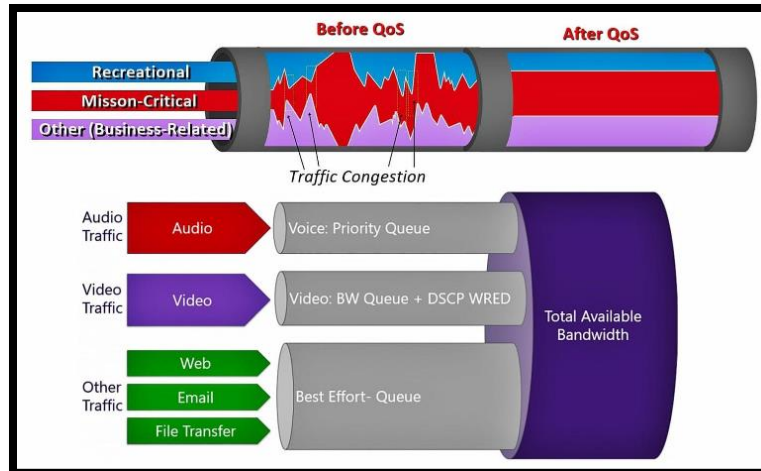 Before QoS
After QoS
Recreational
Misson-Critical
Other (Business-Related)
Traffic Congestion
Audio
Traffic
Audio
Voice: Priority Queue
Video
Traffic
Video
Video: BW Queue + DSCP WRED
Total Available
Bandwidth
Other
Traffic
Web
Email
File Transfer
Best Effort- Queue